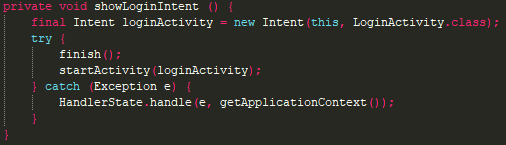 private void showLoginIntent () {
    final Intent loginActivity = new Intent(this, LoginActivity.class);
    try {
        finish();
        startActivity(loginActivity);
    } catch (Exception e) {
        HandlerState.handle(e, getApplicationContext());
    }
}